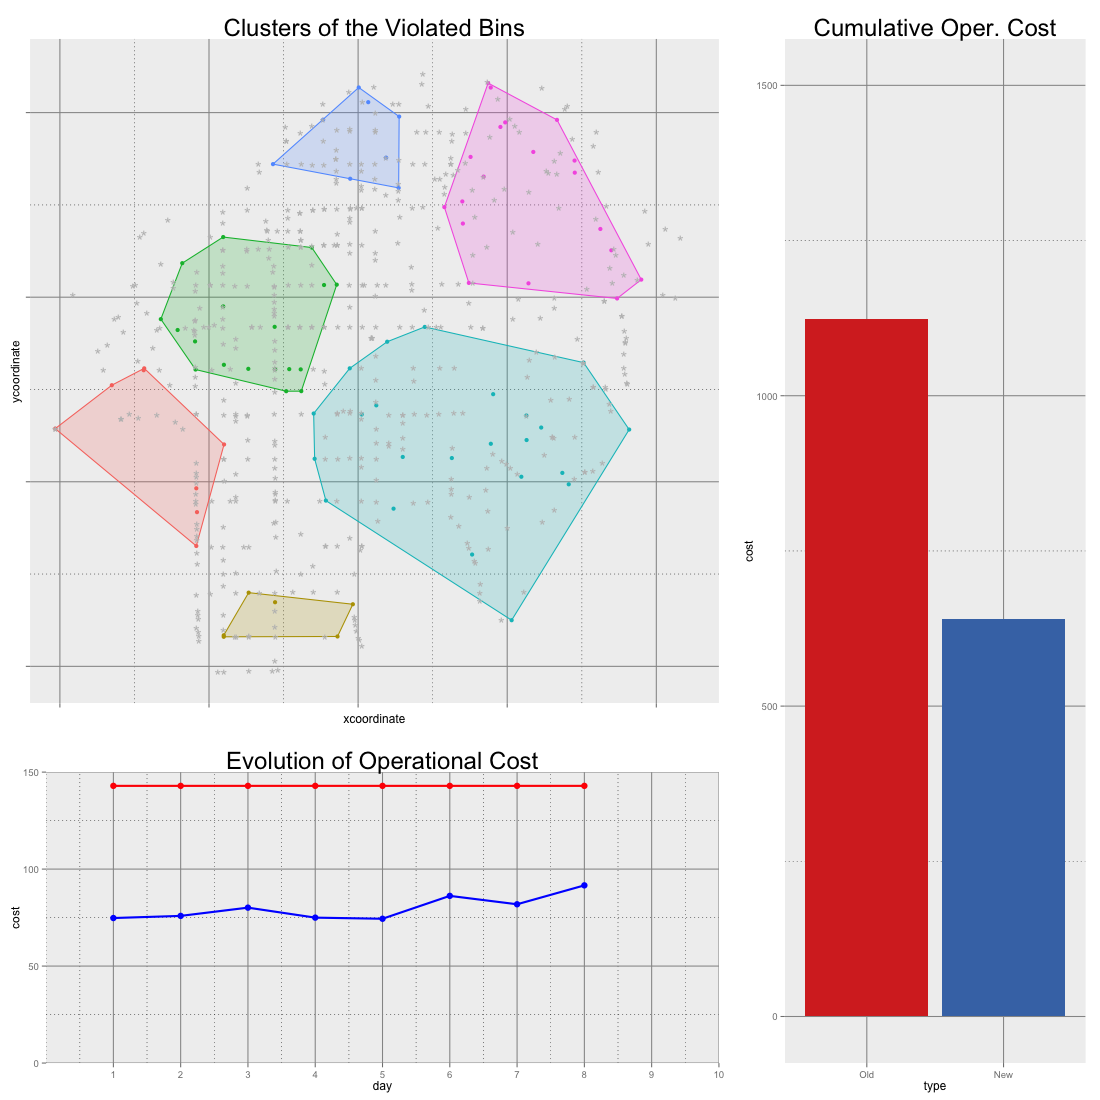 Clusters of the Violated Bins
ycoordinate
xcoordinate
Evolution of Operational Cost
150
100
50
0
cost
1 2 3 4 5 6 7 8 9 10
day
Cumulative Oper. Cost
1500
1000
500
0
cost
Old New
type